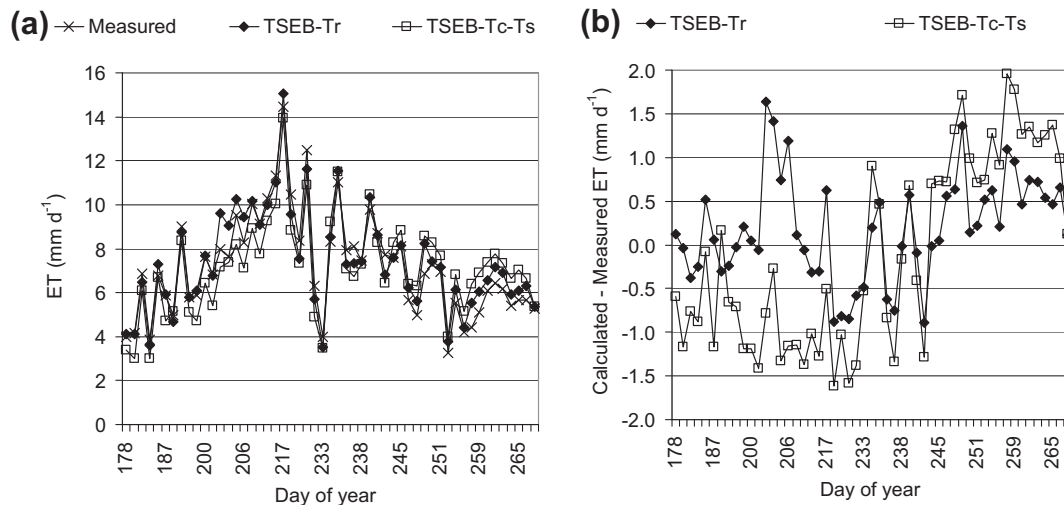 (a) Measured TSEB-Tr TSEB-Tc-Ts
ET (mm d-1)
16
14
12
10
8
6
4
2
0
178 187 200 206 217 233 238 245 253 259 265
Day of year
(b) TSEB-Tr TSEB-Tc-Ts
Calculated - Measured ET (mm d-1)
2.0
1.5
1.0
0.5
0.0
-0.5
-1.0
-1.5
-2.0
178 187 200 206 217 233 238 245 253 259 265
Day of year